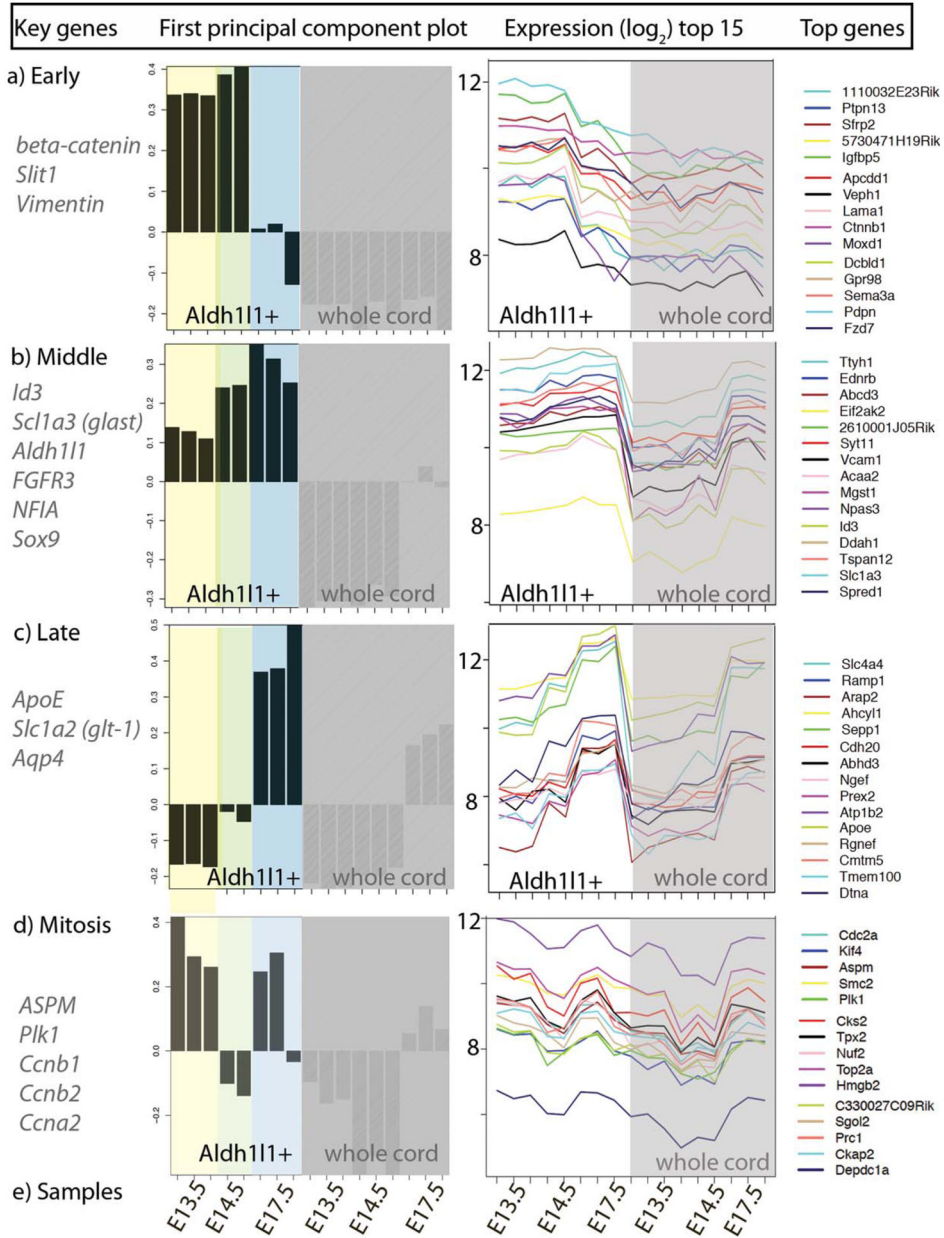 Key genes First principal component plot Expression (log2) top 15 Top genes
a) Early
beta-catenin
Slit1
Vimentin
0.4
0.3
0.2
0.1
0.0
-0.1
-0.2
Aldh1l1+ whole cord
12
8
Aldh1l1+ whole cord
1110032E23Rik
Ptpn13
Sfrp2
5730471H19Rik
Igfbp5
Apcdd1
Veph1
Lama1
Ctnnb1
Moxd1
Dcbld1
Gpr98
Sema3a
Pdpn
Fzd7
b) Middle
Id3
Scl1a3 (glast)
Aldh1l1
FGFR3
NFIA
Sox9
0.3
0.2
0.1
0.0
-0.1
-0.2
-0.3
Aldh1l1+ whole cord
12
8
Aldh1l1+ whole cord
Ttyh1
Ednrb
Abcd3
Eif2ak2
2610001J05Rik
Syt11
Vcam1
Acaa2
Mgst1
Npas3
Id3
Ddah1
Tspan12
Slc1a3
Spred1
c) Late
ApoE
Slc1a2 (glt-1)
Aqp4
0.5
0.4
0.3
0.2
0.1
0.0
-0.1
-0.2
Aldh1l1+ whole cord
12
8
Aldh1l1+ whole cord
Slc4a4
Ramp1
Arap2
Ahcyl1
Sepp1
Cdh20
Abhd3
Ngef
Prex2
Atp1b2
Apoe
Rgnef
Cmtm5
Tmem100
Dtna
d) Mitosis
ASPM
Plk1
Ccnb1
Ccnb2
Ccna2
0.4
0.2
0.0
-0.2
Aldh1l1+ whole cord
12
8
Aldh1l1+ whole cord
Cdc2a
Kif4
Aspm
Smc2
Plk1
Cks2
Tpx2
Nuf2
Top2a
Hmgb2
C330027C09Rik
Sgol2
Prc1
Ckap2
Depdc1a
e) Samples
E13.5 E14.5 E17.5 E13.5 E14.5 E17.5 E13.5 E14.5 E17.5 E13.5 E14.5 E17.5